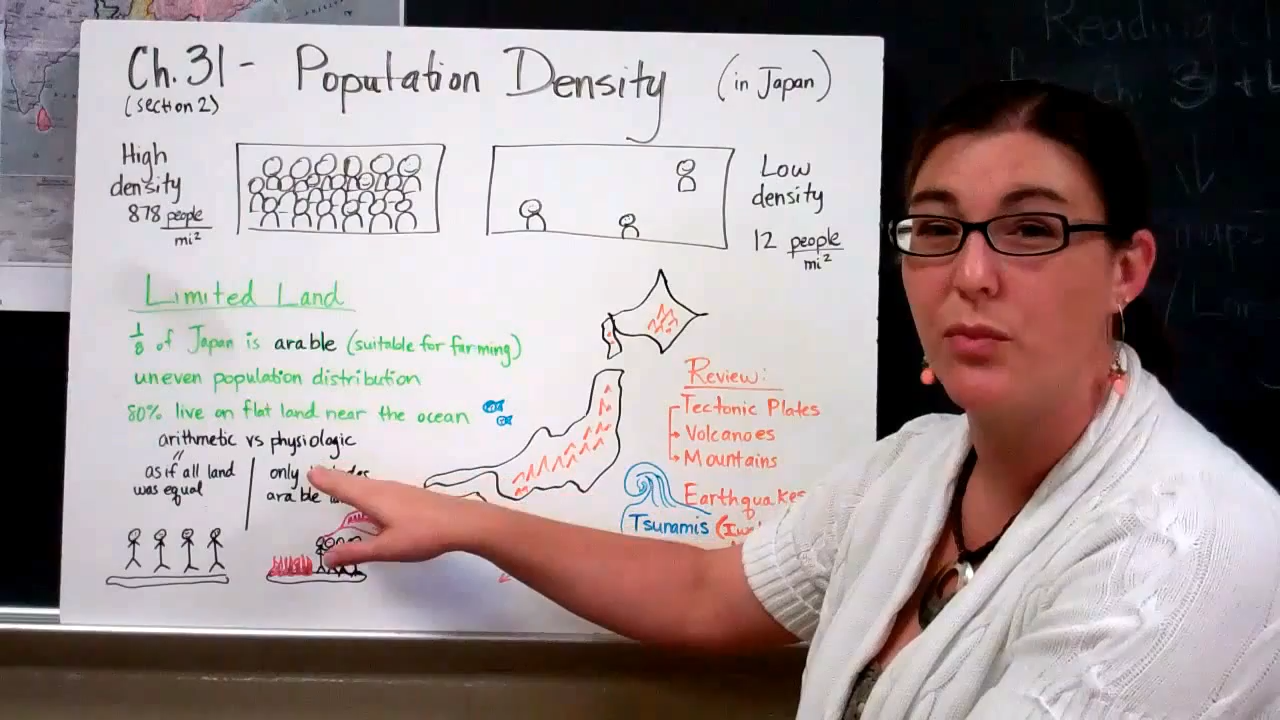 Ch. 31 - Population Density (in Japan)
(section 2)
High density
878 people/mi²
Low density
12 people/mi²
Limited Land
1/8 of Japan is arable (suitable for farming)
uneven population distribution
80% live on flat land near the ocean
arithmetic vs physiologic
"
as if all land
was equal
only
arable
Review:
Tectonic Plates
Volcanoes
Mountains
Earthquakes
Tsunamis
Reading
Ch. 5 +